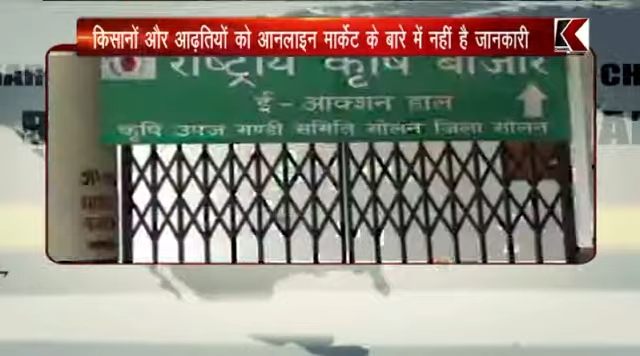 किसानों और आढ़तियों को आनलाइन मार्केट के बारे में नहीं है जानकारी
K
राष्ट्रीय कृषि बाजार
ई - आक्शन हाल
कृषि उपज मण्डी समिति सोलन जिला सोलन